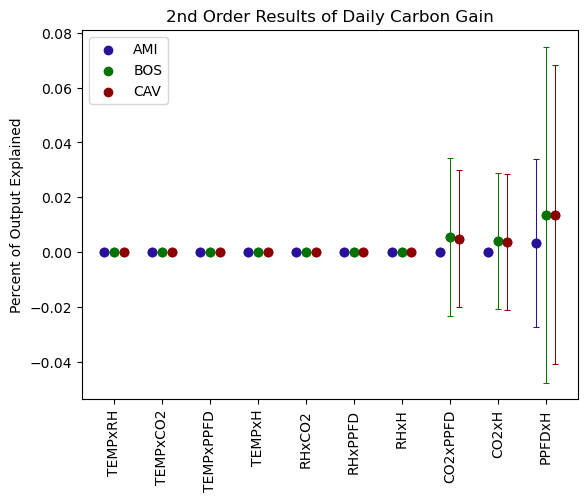 2nd Order Results of Daily Carbon Gain
AMI
BOS
CAV
Percent of Output Explained
0.08
0.06
0.04
0.02
0.00
−0.02
−0.04
TEMPxRH
TEMPxCO2
TEMPxPPFD
TEMPxH
RHxCO2
RHxPPFD
RHxH
CO2xPPFD
CO2xH
PPFDxH